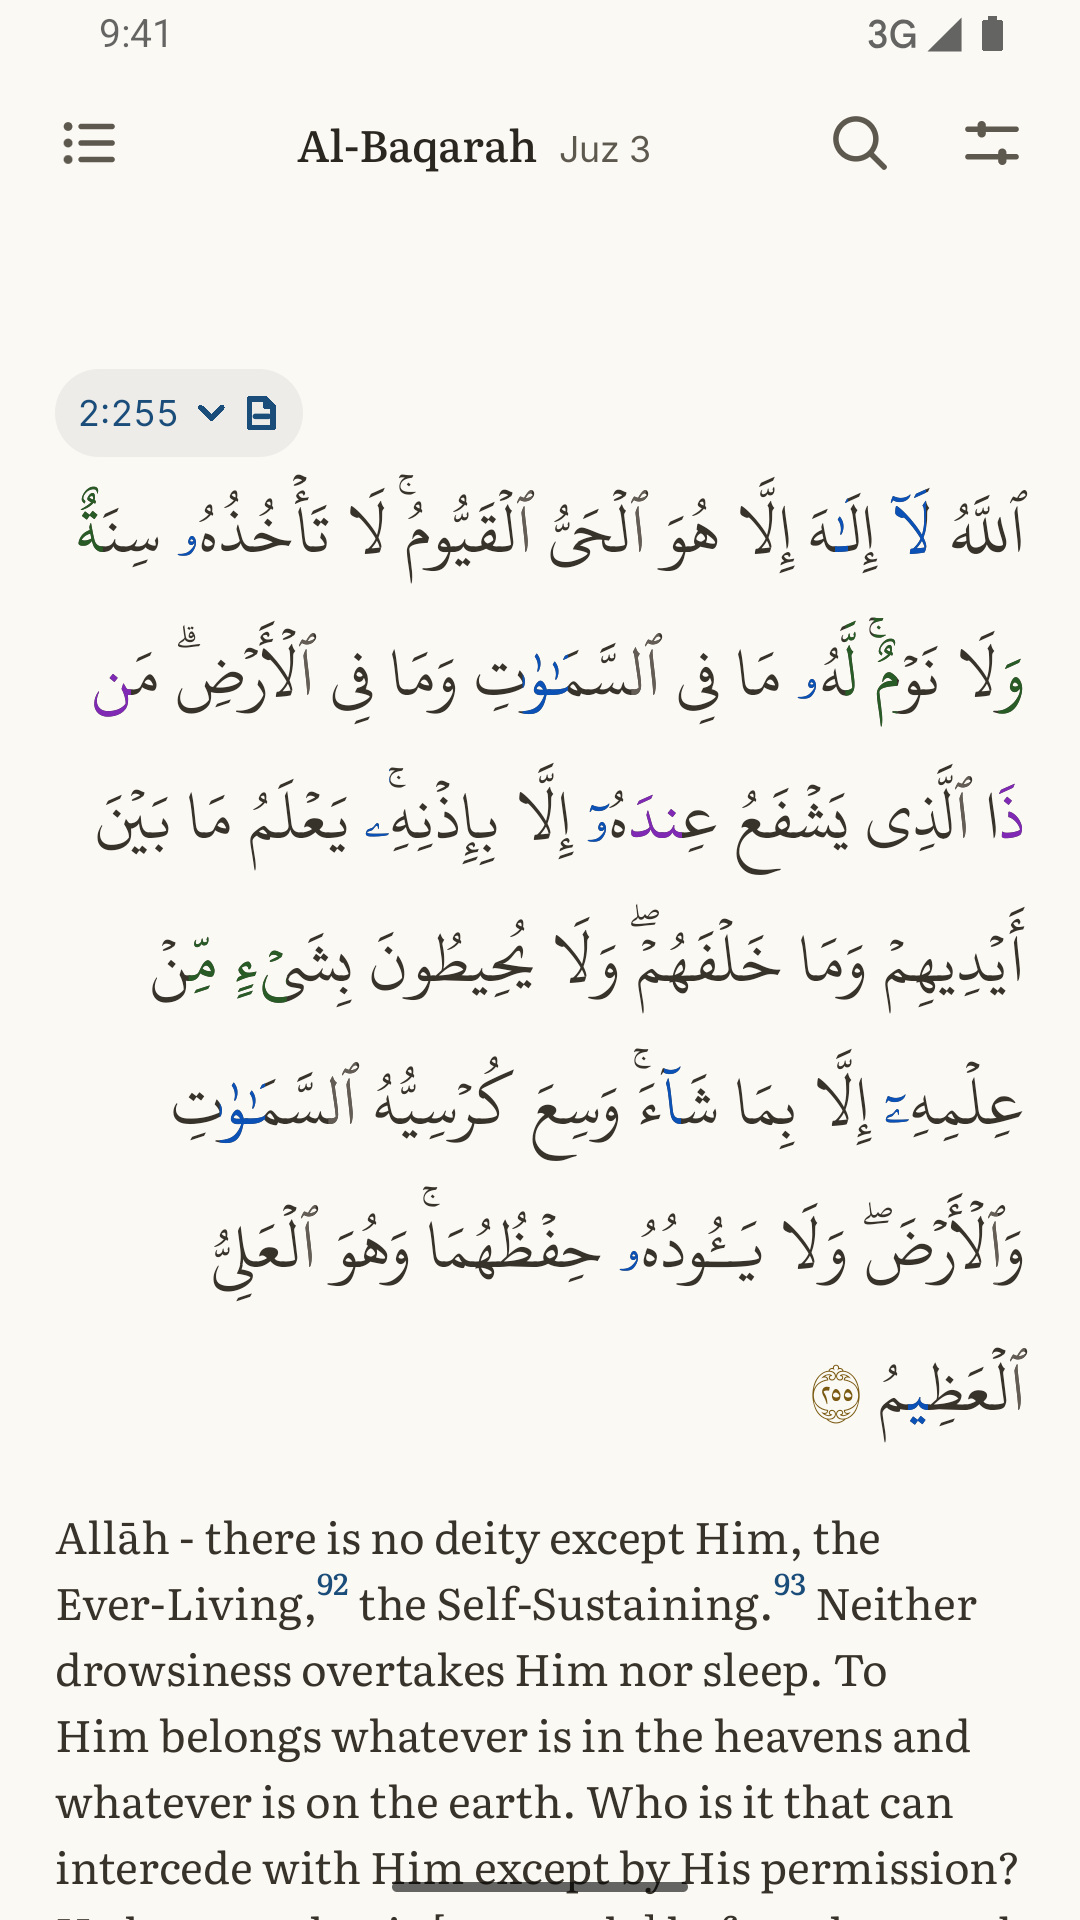 9:41 3G
Al-Baqarah Juz 3
2:255
ٱللَّهُ لَآ إِلَـٰهَ إِلَّا هُوَ ٱلْحَىُّ ٱلْقَيُّومُ ۚ لَا تَأْخُذُهُۥ سِنَةٌ
وَلَا نَوْمٌ ۚ لَّهُۥ مَا فِى ٱلسَّمَـٰوَٰتِ وَمَا فِى ٱلْأَرْضِ ۗ مَن
ذَا ٱلَّذِى يَشْفَعُ عِندَهُۥٓ إِلَّا بِإِذْنِهِۦ ۚ يَعْلَمُ مَا بَيْنَ
أَيْدِيهِمْ وَمَا خَلْفَهُمْ ۖ وَلَا يُحِيطُونَ بِشَىْءٍ مِّنْ
عِلْمِهِۦٓ إِلَّا بِمَا شَآءَ ۚ وَسِعَ كُرْسِيُّهُ ٱلسَّمَـٰوَٰتِ
وَٱلْأَرْضَ ۖ وَلَا يَـُٔودُهُۥ حِفْظُهُمَا ۚ وَهُوَ ٱلْعَلِىُّ
ٱلْعَظِيمُ ٢٥٥
Allāh - there is no deity except Him, the
Ever-Living,92 the Self-Sustaining.93 Neither
drowsiness overtakes Him nor sleep. To
Him belongs whatever is in the heavens and
whatever is on the earth. Who is it that can
intercede with Him except by His permission?